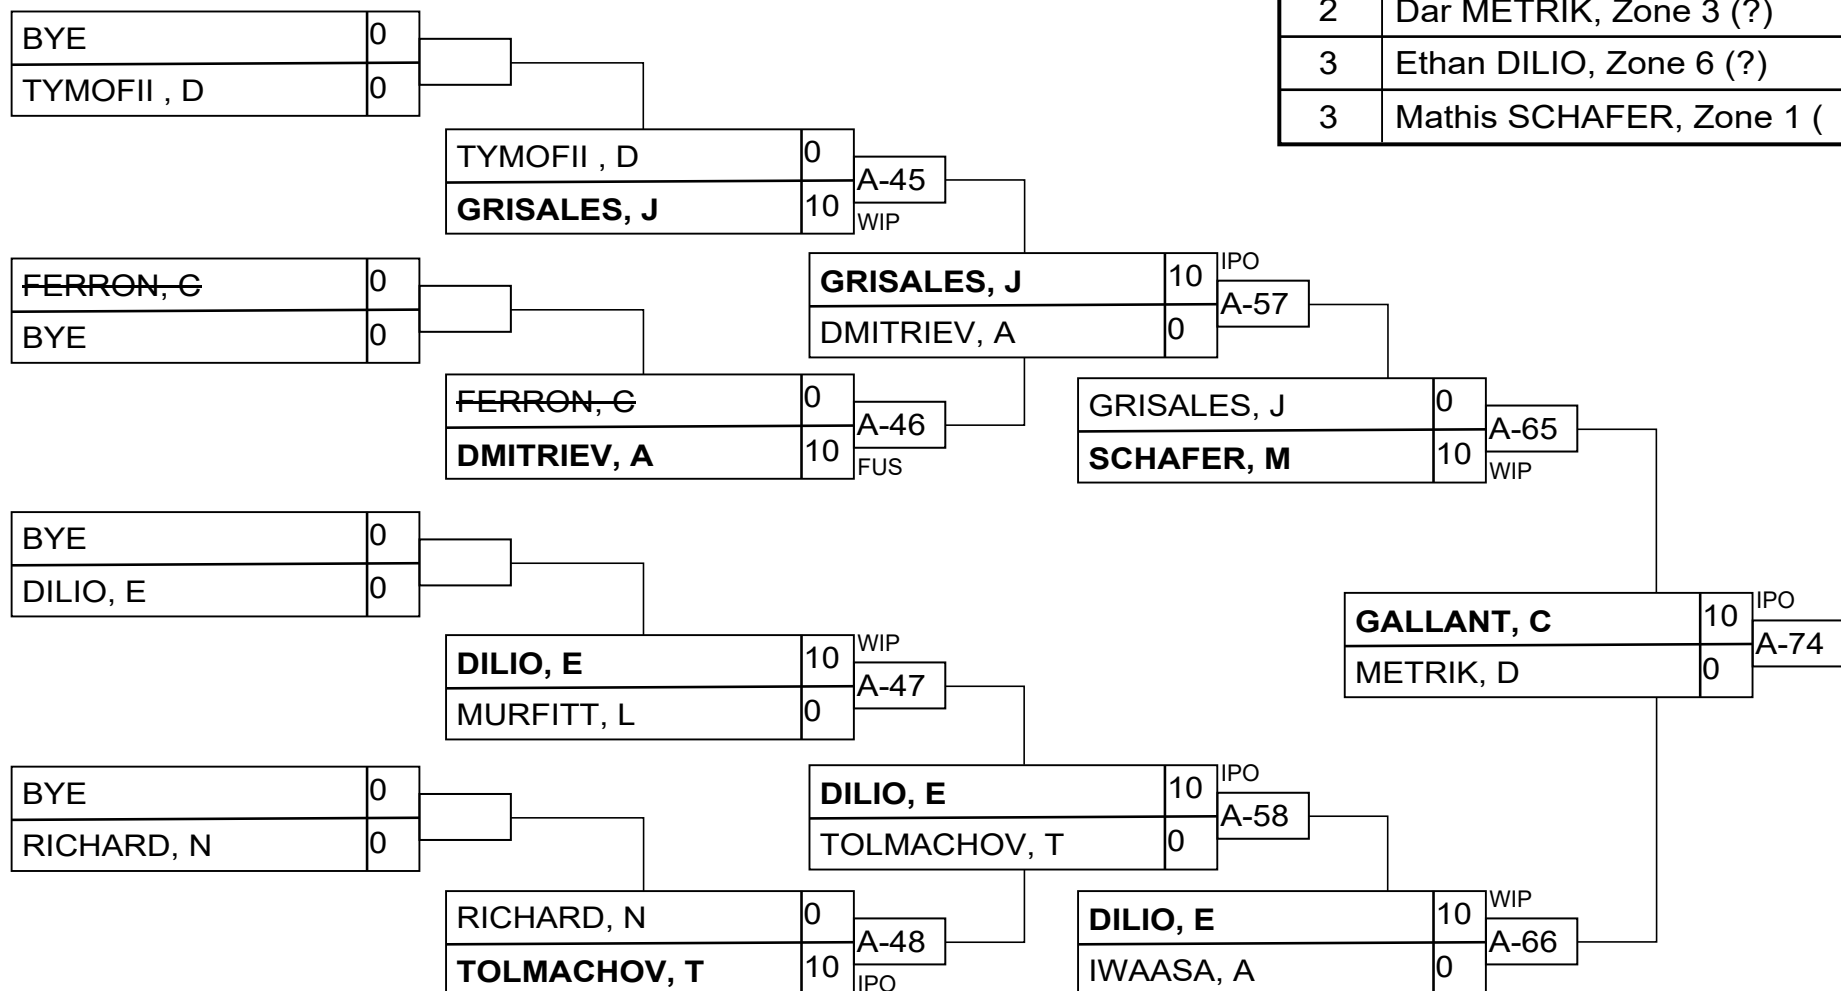 2 Dar METRIK, Zone 3 (?)
3 Ethan DILIO, Zone 6 (?)
3 Mathis SCHAFER, Zone 1 (
BYE 0
TYMOFII , D 0
TYMOFII , D 0
A-45
GRISALES, J 10
WIP
FERRON, C 0
BYE 0
GRISALES, J 10
IPO
A-57
DMITRIEV, A 0
FERRON, C 0
A-46
DMITRIEV, A 10
FUS
GRISALES, J 0
A-65
SCHAFER, M 10
WIP
BYE 0
DILIO, E 0
DILIO, E 10
WIP
A-47
MURFITT, L 0
GALLANT, C 10
IPO
A-74
METRIK, D 0
BYE 0
RICHARD, N 0
DILIO, E 10
IPO
A-58
TOLMACHOV, T 0
RICHARD, N 0
A-48
TOLMACHOV, T 10
IPO
DILIO, E 10
WIP
A-66
IWAASA, A 0